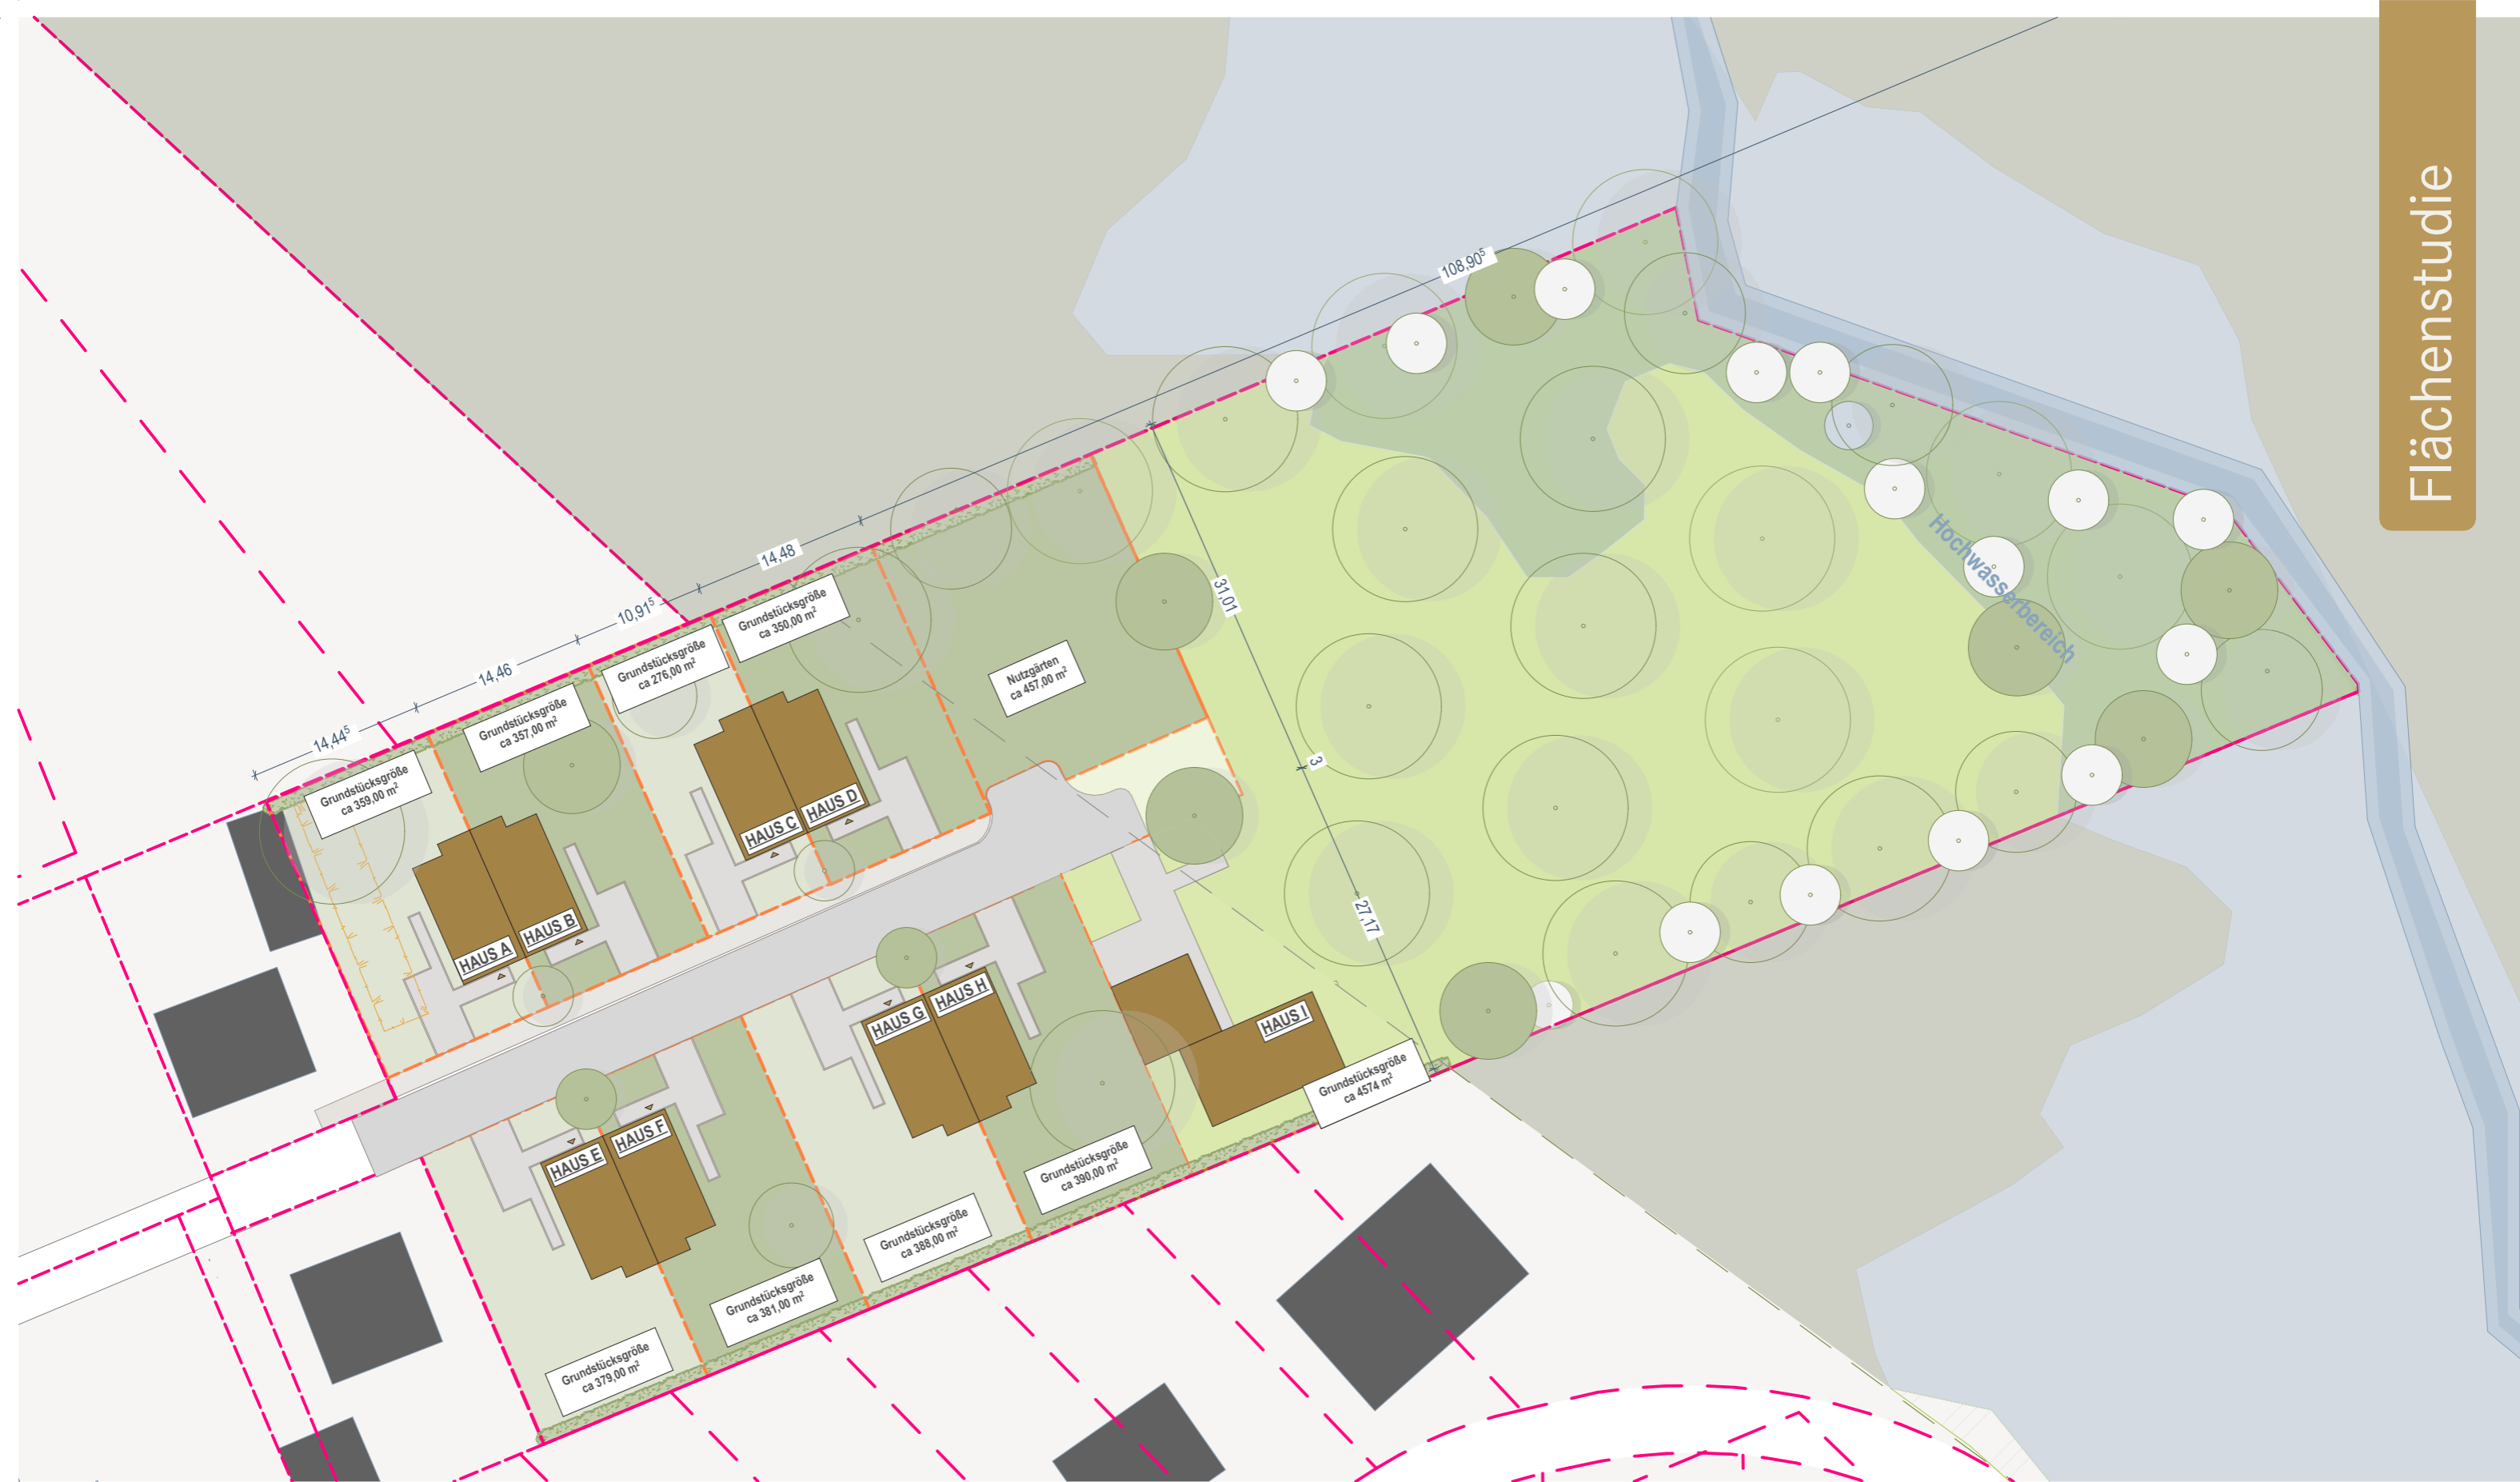 Flächenstudie
108,90⁵
14,48
10,91⁵
14,46
14,44⁵
31,01
3
27,17
Hochwasserbereich
Grundstücksgröße
ca 350,00 m²
Grundstücksgröße
ca 276,00 m²
Grundstücksgröße
ca 357,00 m²
Grundstücksgröße
ca 359,00 m²
Nutzgärten
ca 457,00 m²
HAUS A
HAUS B
HAUS C
HAUS D
HAUS E
HAUS F
HAUS G
HAUS H
HAUS I
Grundstücksgröße
ca 4574 m²
Grundstücksgröße
ca 390,00 m²
Grundstücksgröße
ca 388,00 m²
Grundstücksgröße
ca 381,00 m²
Grundstücksgröße
ca 379,00 m²